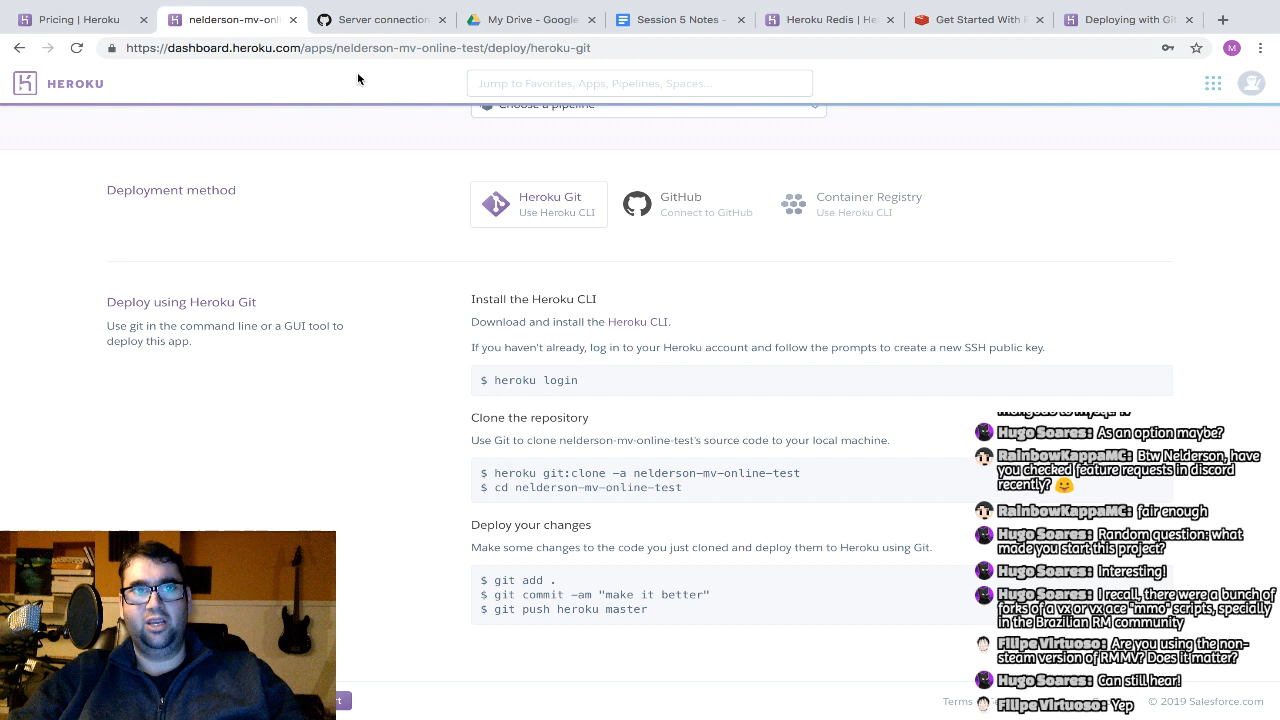 Pricing | Heroku
nelderson-mv-onl
Server connection
My Drive - Google
Session 5 Notes -
Heroku Redis | He
Get Started With
Deploying with Gi
https://dashboard.heroku.com/apps/nelderson-mv-online-test/deploy/heroku-git
M
HEROKU
Jump to Favorites, Apps, Pipelines, Spaces...
Choose a pipeline
Deployment method
Heroku Git
Use Heroku CLI
GitHub
Connect to GitHub
Container Registry
Use Heroku CLI
Deploy using Heroku Git
Use git in the command line or a GUI tool to
deploy this app.
Install the Heroku CLI
Download and install the Heroku CLI.
If you haven't already, log in to your Heroku account and follow the prompts to create a new SSH public key.
$ heroku login
Clone the repository
Use Git to clone nelderson-mv-online-test's source code to your local machine.
$ heroku git:clone -a nelderson-mv-online-test
$ cd nelderson-mv-online-test
Deploy your changes
Make some changes to the code you just cloned and deploy them to Heroku using Git.
$ git add .
$ git commit -am "make it better"
$ git push heroku master
Hugo Soares: As an option maybe?
RainbowKappaMC: Btw Nelderson, have
you checked feature requests in discord
recently?
RainbowKappaMC: fair enough
Hugo Soares: Random question: what
made you start this project?
Hugo Soares: Interesting!
Hugo Soares: I recall, there were a bunch of
forks of a vx or vx ace "mmo" scripts, specially
in the Brazilian RM community
Filipe Virtuoso: Are you using the non-
steam version of RMMV? Does it matter?
Hugo Soares: Can still hear!
Filipe Virtuoso: Yep
Terms
© 2019 Salesforce.com